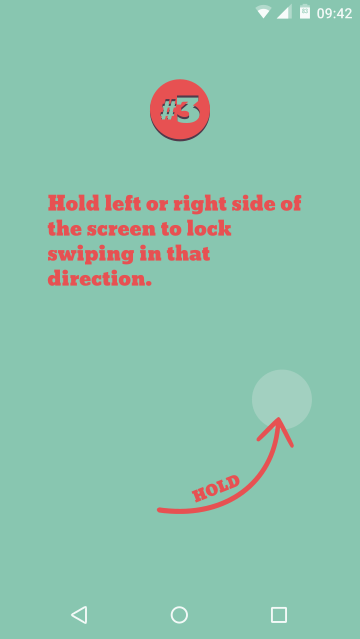 09:42
#3
Hold left or right side of
the screen to lock
swiping in that
direction.
HOLD